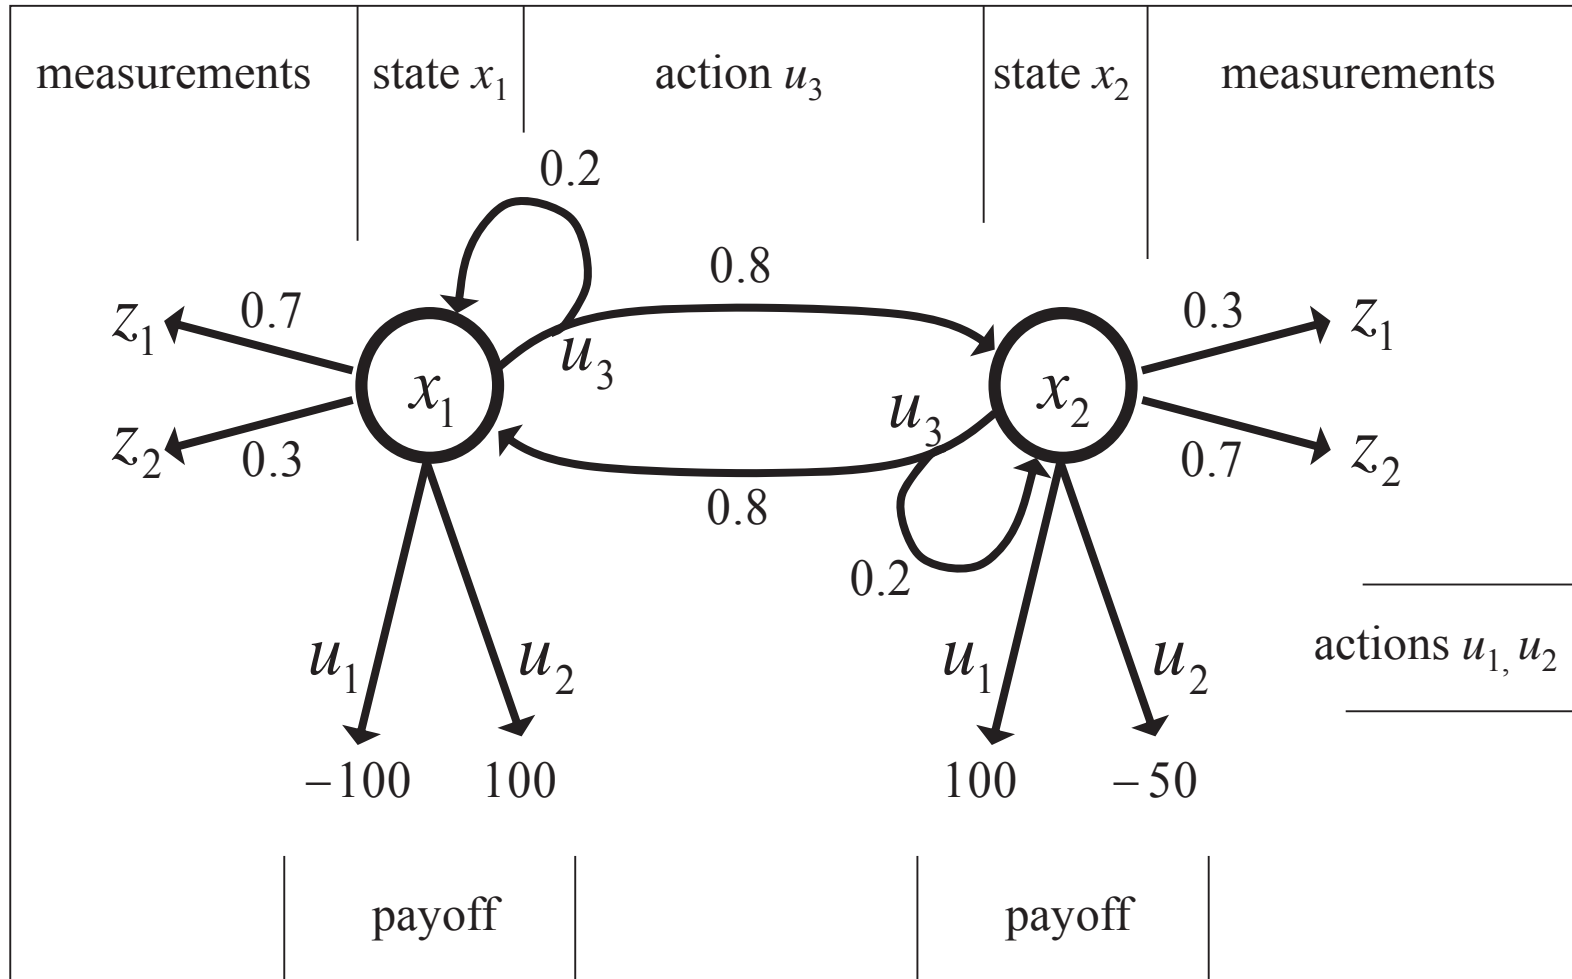 measurements state x₁ action u₃ state x₂ measurements
0.2
0.8
z₁ 0.7 0.3 z₁
u₃
x₁ x₂
u₃
z₂ 0.3 0.7 z₂
0.8
0.2
u₁ u₂ u₁ u₂ actions u₁, u₂
–100 100 100 –50
payoff payoff